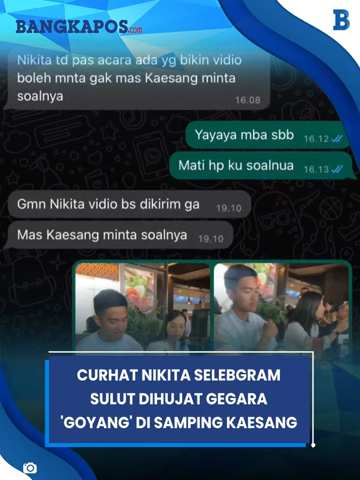 BANGKAPOS.com
B
Nikita td pas acara ada yg bikin vidio
boleh mnta gak mas Kaesang minta
soalnya
16.08
Yayaya mba sbb
16.12
Mati hp ku soalnua
16.13
Gmn Nikita vidio bs dikirim ga
19.10
Mas Kaesang minta soalnya
19.10
CURHAT NIKITA SELEBGRAM
SULUT DIHUJAT GEGARA
'GOYANG' DI SAMPING KAESANG